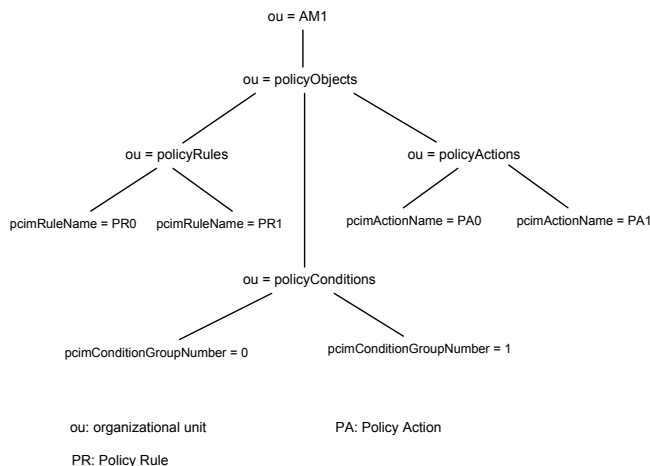 ou = AM1
ou = policyObjects
ou = policyRules
ou = policyActions
pcimRuleName = PR0
pcimRuleName = PR1
pcimActionName = PA0
pcimActionName = PA1
ou = policyConditions
pcimConditionGroupNumber = 0
pcimConditionGroupNumber = 1
ou: organizational unit
PA: Policy Action
PR: Policy Rule